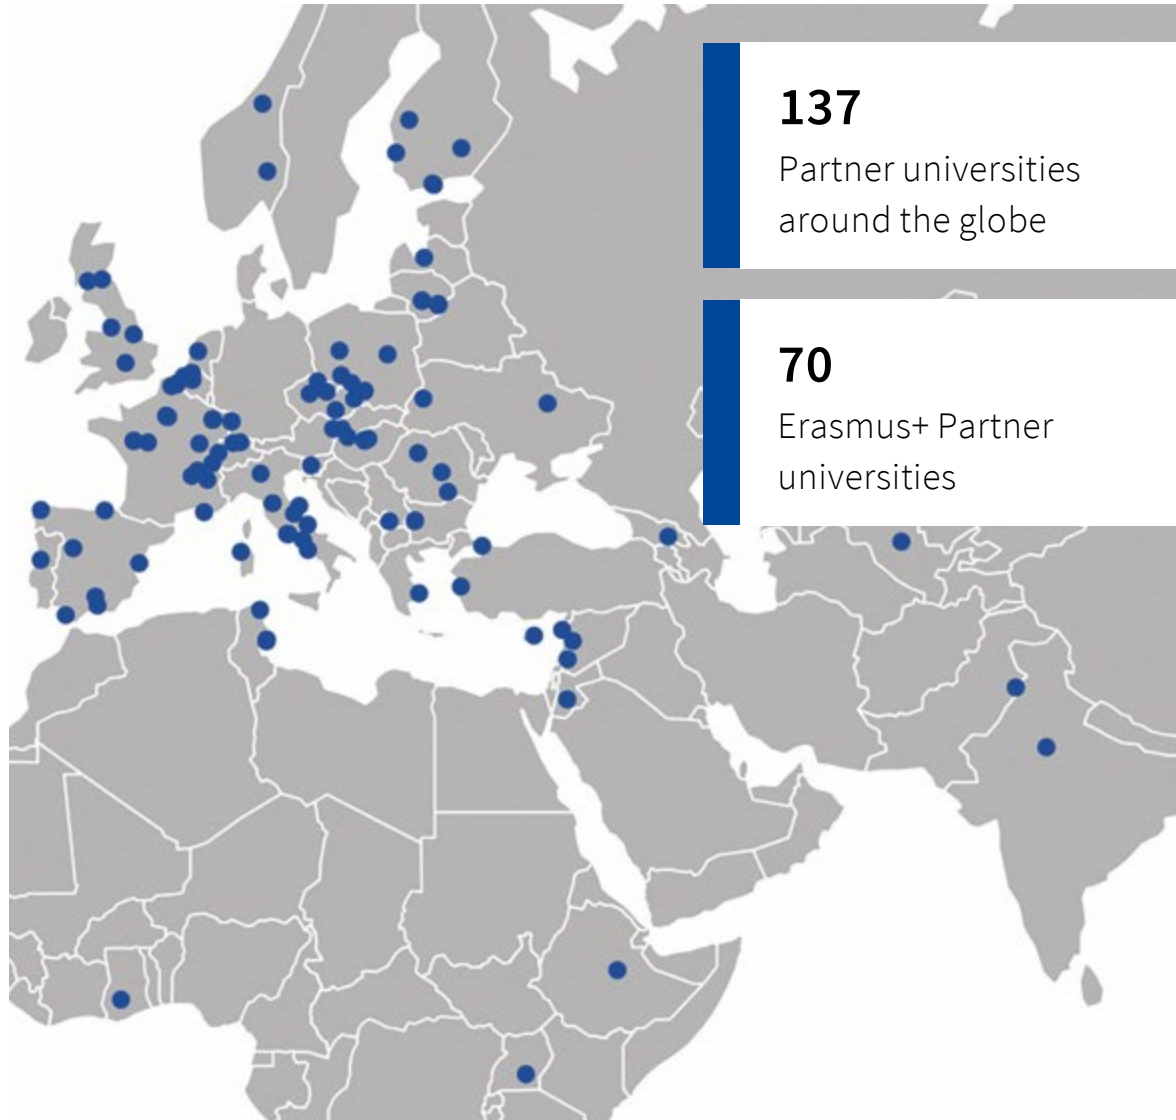 137
Partner universities
around the globe
70
Erasmus+ Partner
universities